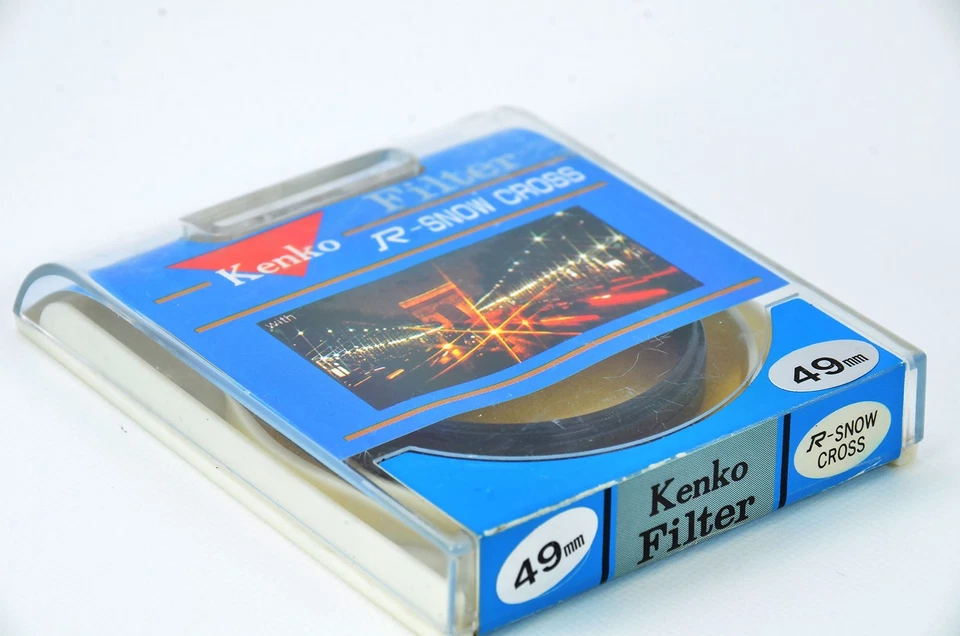 Filter
Kenko
R-SNOW CROSS
with
49mm
R-SNOW
CROSS
Kenko
Filter
49mm